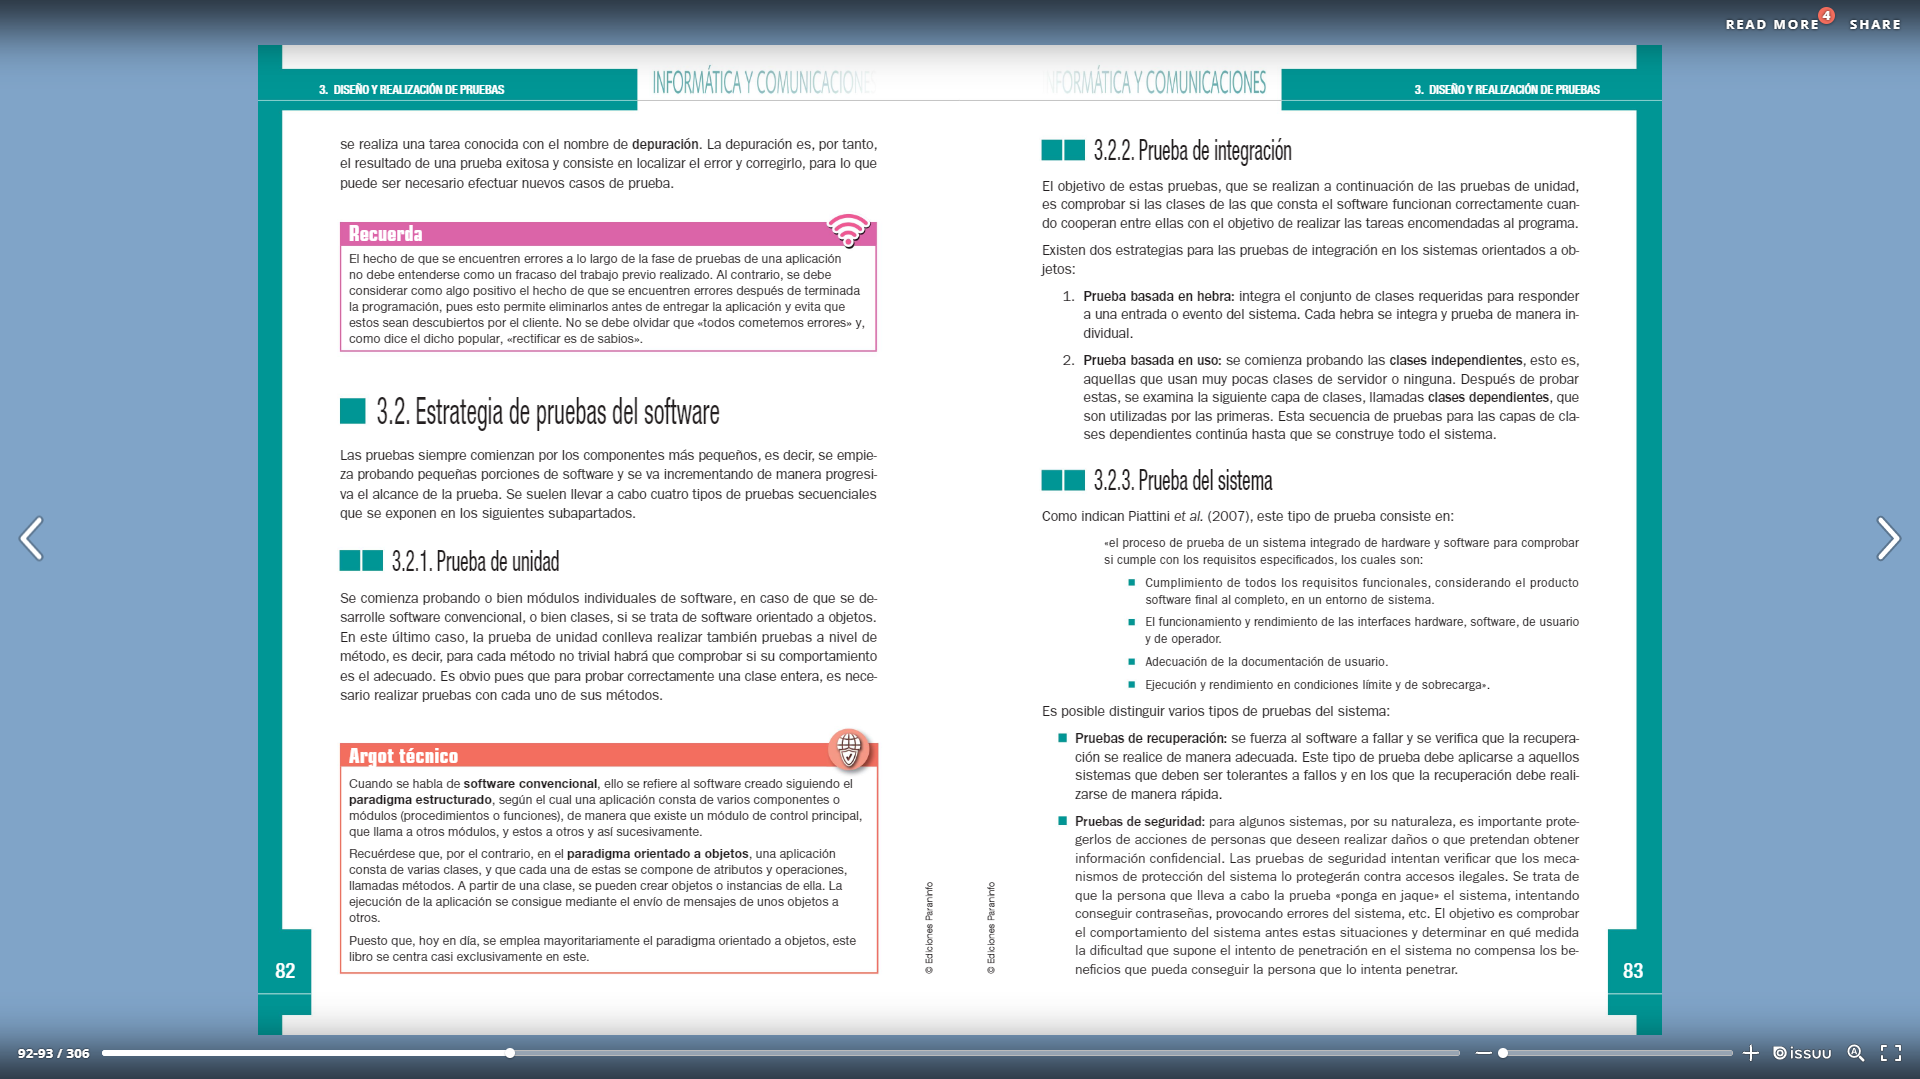 READ MORE
4
SHARE
3. DISEÑO Y REALIZACIÓN DE PRUEBAS
INFORMÁTICA Y COMUNICACIONES
se realiza una tarea conocida con el nombre de depuración. La depuración es, por tanto,
el resultado de una prueba exitosa y consiste en localizar el error y corregirlo, para lo que
puede ser necesario efectuar nuevos casos de prueba.
Recuerda
El hecho de que se encuentren errores a lo largo de la fase de pruebas de una aplicación
no debe entenderse como un fracaso del trabajo previo realizado. Al contrario, se debe
considerar como algo positivo el hecho de que se encuentren errores después de terminada
la programación, pues esto permite eliminarlos antes de entregar la aplicación y evita que
estos sean descubiertos por el cliente. No se debe olvidar que «todos cometemos errores» y,
como dice el dicho popular, «rectificar es de sabios».
3.2. Estrategia de pruebas del software
Las pruebas siempre comienzan por los componentes más pequeños, es decir, se empie-
za probando pequeñas porciones de software y se va incrementando de manera progresi-
va el alcance de la prueba. Se suelen llevar a cabo cuatro tipos de pruebas secuenciales
que se exponen en los siguientes subapartados.
3.2.1. Prueba de unidad
Se comienza probando o bien módulos individuales de software, en caso de que se de-
sarrolle software convencional, o bien clases, si se trata de software orientado a objetos.
En este último caso, la prueba de unidad conlleva realizar también pruebas a nivel de
método, es decir, para cada método no trivial habrá que comprobar si su comportamiento
es el adecuado. Es obvio pues que para probar correctamente una clase entera, es nece-
sario realizar pruebas con cada uno de sus métodos.
Argot técnico
Cuando se habla de software convencional, ello se refiere al software creado siguiendo el
paradigma estructurado, según el cual una aplicación consta de varios componentes o
módulos (procedimientos o funciones), de manera que existe un módulo de control principal,
que llama a otros módulos, y estos a otros y así sucesivamente.
Recuérdese que, por el contrario, en el paradigma orientado a objetos, una aplicación
consta de varias clases, y que cada una de estas se compone de atributos y operaciones,
llamadas métodos. A partir de una clase, se pueden crear objetos o instancias de ella. La
ejecución de la aplicación se consigue mediante el envío de mensajes de unos objetos a
otros.
Puesto que, hoy en día, se emplea mayoritariamente el paradigma orientado a objetos, este
libro se centra casi exclusivamente en este.
82
© Ediciones Paraninfo
INFORMÁTICA Y COMUNICACIONES
3. DISEÑO Y REALIZACIÓN DE PRUEBAS
3.2.2. Prueba de integración
El objetivo de estas pruebas, que se realizan a continuación de las pruebas de unidad,
es comprobar si las clases de las que consta el software funcionan correctamente cuan-
do cooperan entre ellas con el objetivo de realizar las tareas encomendadas al programa.
Existen dos estrategias para las pruebas de integración en los sistemas orientados a ob-
jetos:
1. Prueba basada en hebra: integra el conjunto de clases requeridas para responder
a una entrada o evento del sistema. Cada hebra se integra y prueba de manera in-
dividual.
2. Prueba basada en uso: se comienza probando las clases independientes, esto es,
aquellas que usan muy pocas clases de servidor o ninguna. Después de probar
estas, se examina la siguiente capa de clases, llamadas clases dependientes, que
son utilizadas por las primeras. Esta secuencia de pruebas para las capas de cla-
ses dependientes continúa hasta que se construye todo el sistema.
3.2.3. Prueba del sistema
Como indican Piattini et al. (2007), este tipo de prueba consiste en:
«el proceso de prueba de un sistema integrado de hardware y software para comprobar
si cumple con los requisitos especificados, los cuales son:
Cumplimiento de todos los requisitos funcionales, considerando el producto
software final al completo, en un entorno de sistema.
El funcionamiento y rendimiento de las interfaces hardware, software, de usuario
y de operador.
Adecuación de la documentación de usuario.
Ejecución y rendimiento en condiciones límite y de sobrecarga».
Es posible distinguir varios tipos de pruebas del sistema:
Pruebas de recuperación: se fuerza al software a fallar y se verifica que la recupera-
ción se realice de manera adecuada. Este tipo de prueba debe aplicarse a aquellos
sistemas que deben ser tolerantes a fallos y en los que la recuperación debe reali-
zarse de manera rápida.
Pruebas de seguridad: para algunos sistemas, por su naturaleza, es importante prote-
gerlos de acciones de personas que deseen realizar daños o que pretendan obtener
información confidencial. Las pruebas de seguridad intentan verificar que los meca-
nismos de protección del sistema lo protegerán contra accesos ilegales. Se trata de
que la persona que lleva a cabo la prueba «ponga en jaque» el sistema, intentando
conseguir contraseñas, provocando errores del sistema, etc. El objetivo es comprobar
el comportamiento del sistema antes estas situaciones y determinar en qué medida
la dificultad que supone el intento de penetración en el sistema no compensa los be-
neficios que pueda conseguir la persona que lo intenta penetrar.
© Ediciones Paraninfo
83
92-93 / 306
issuu